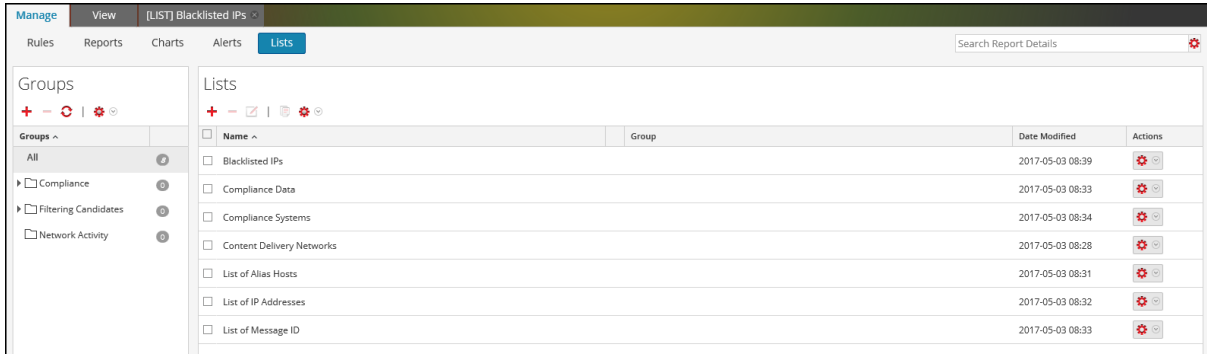 Manage View [LIST] Blacklisted IPs
Rules Reports Charts Alerts Lists
Search Report Details
Groups
Groups
All
Compliance 0
Filtering Candidates 0
Network Activity 0
Lists
Name Group Date Modified Actions
Blacklisted IPs 2017-05-03 08:39
Compliance Data 2017-05-03 08:33
Compliance Systems 2017-05-03 08:34
Content Delivery Networks 2017-05-03 08:28
List of Alias Hosts 2017-05-03 08:31
List of IP Addresses 2017-05-03 08:32
List of Message ID 2017-05-03 08:33